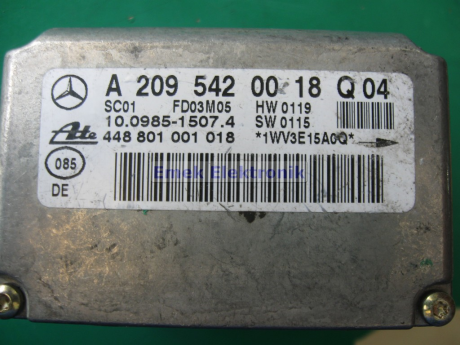 A 209 542 00 18 Q 04
SC01 FD03M05 HW 0119
10.0985-1507.4 SW 0115
Ate 448 801 001 018 *1WV3E15A0Q*
085
DE
Emek Elektronik